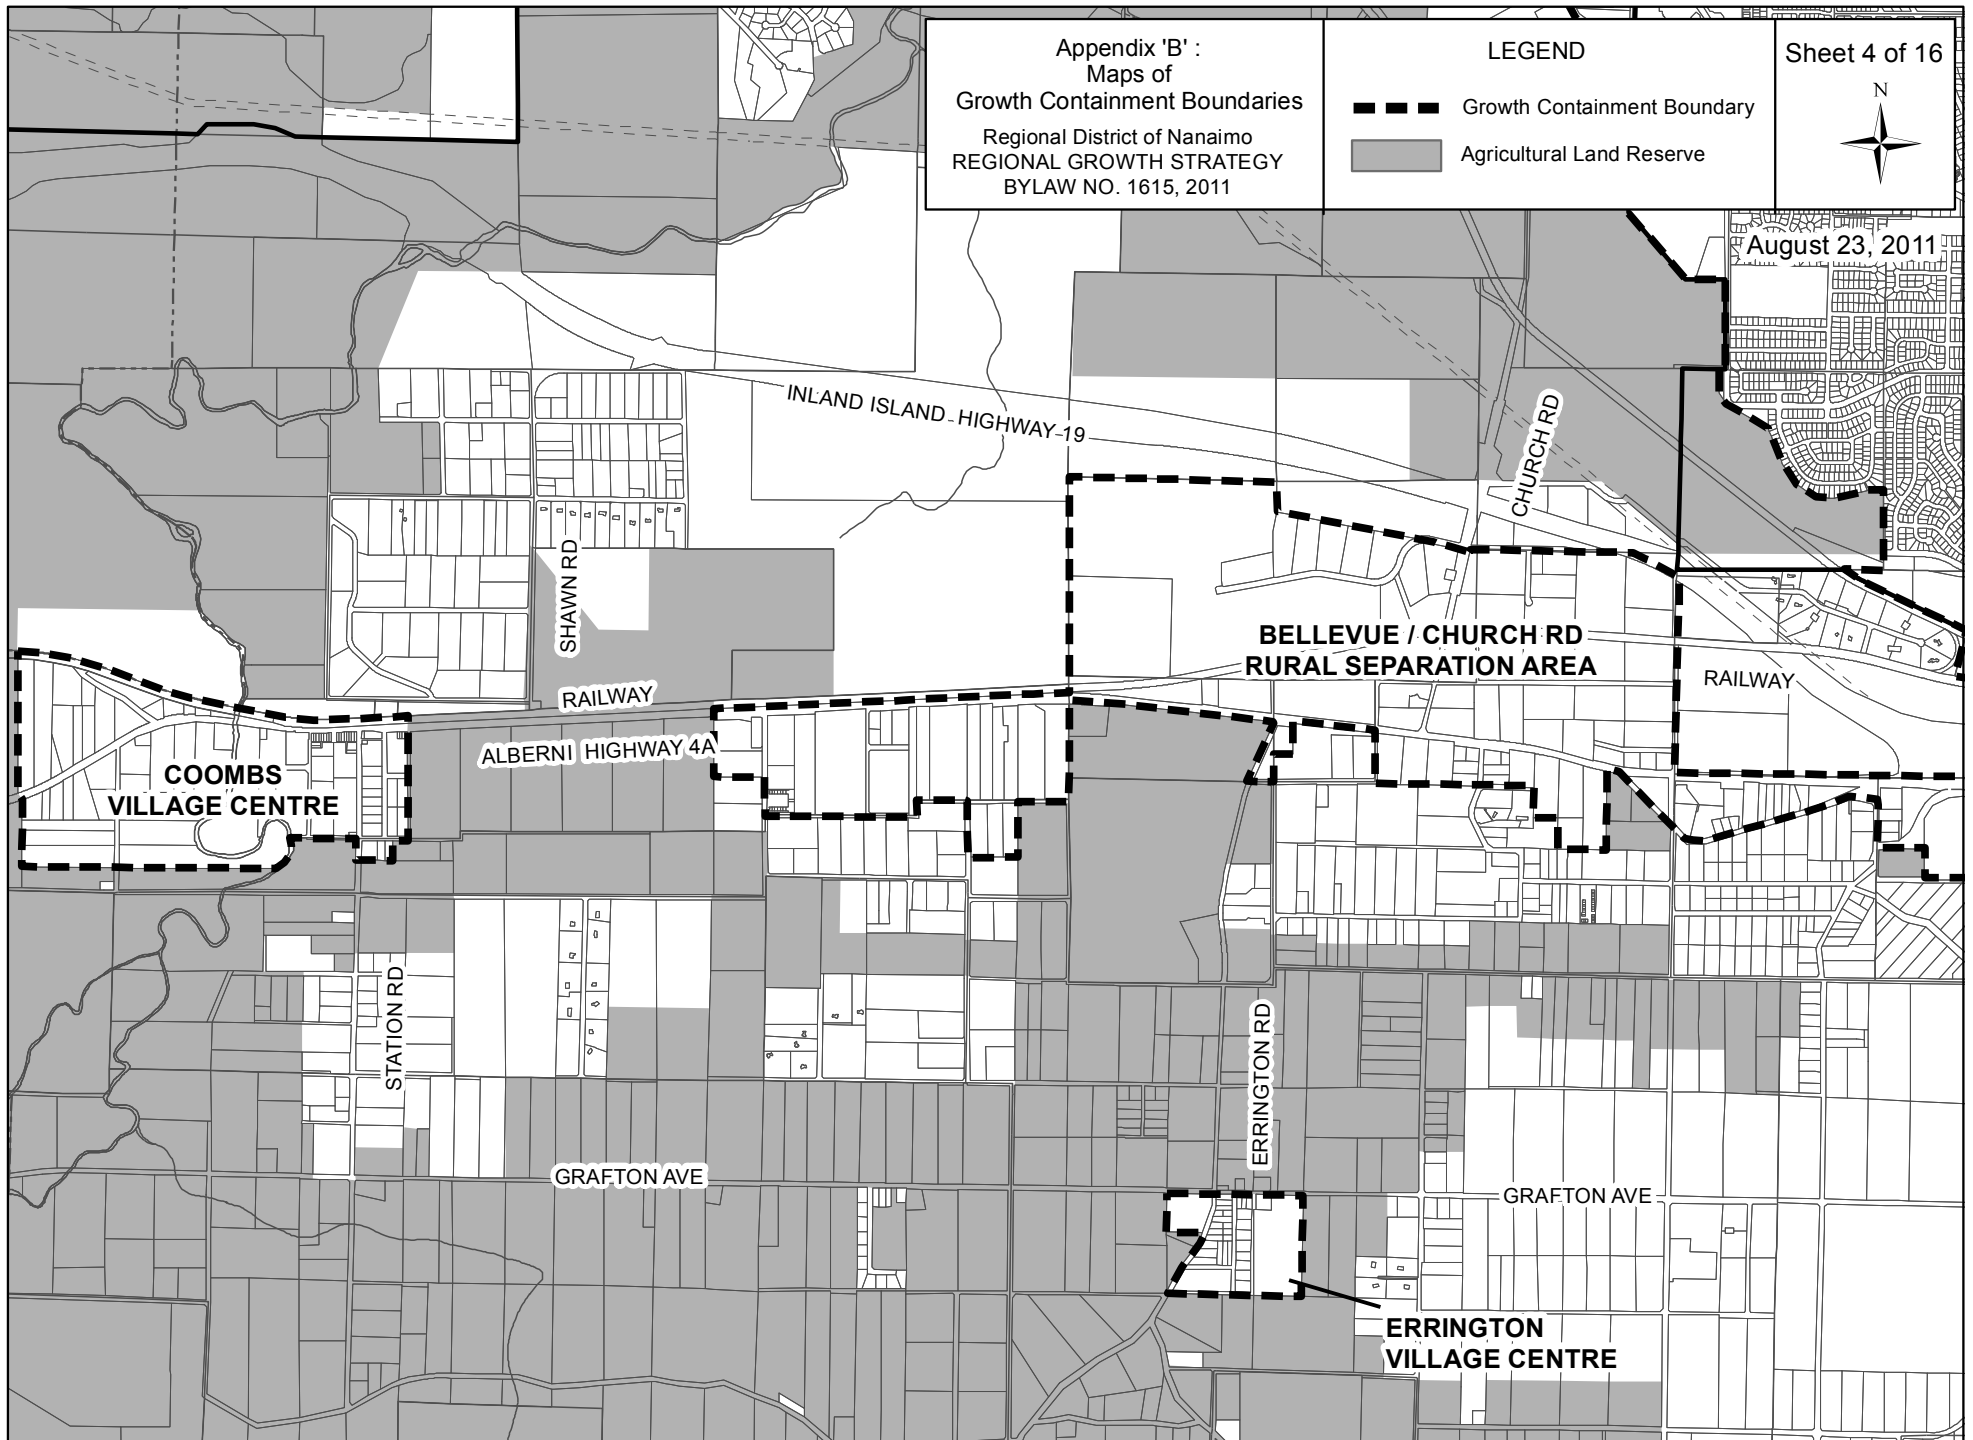 Appendix 'B' :
Maps of
Growth Containment Boundaries
Regional District of Nanaimo
REGIONAL GROWTH STRATEGY
BYLAW NO. 1615, 2011
LEGEND
Growth Containment Boundary
Agricultural Land Reserve
Sheet 4 of 16
N
August 23, 2011
INLAND ISLAND HIGHWAY 19
CHURCH RD
SHAWN RD
BELLEVUE / CHURCH RD
RURAL SEPARATION AREA
RAILWAY
RAILWAY
ALBERNI HIGHWAY 4A
COOMBS
VILLAGE CENTRE
STATION RD
ERRINGTON RD
GRAFTON AVE
GRAFTON AVE
ERRINGTON
VILLAGE CENTRE